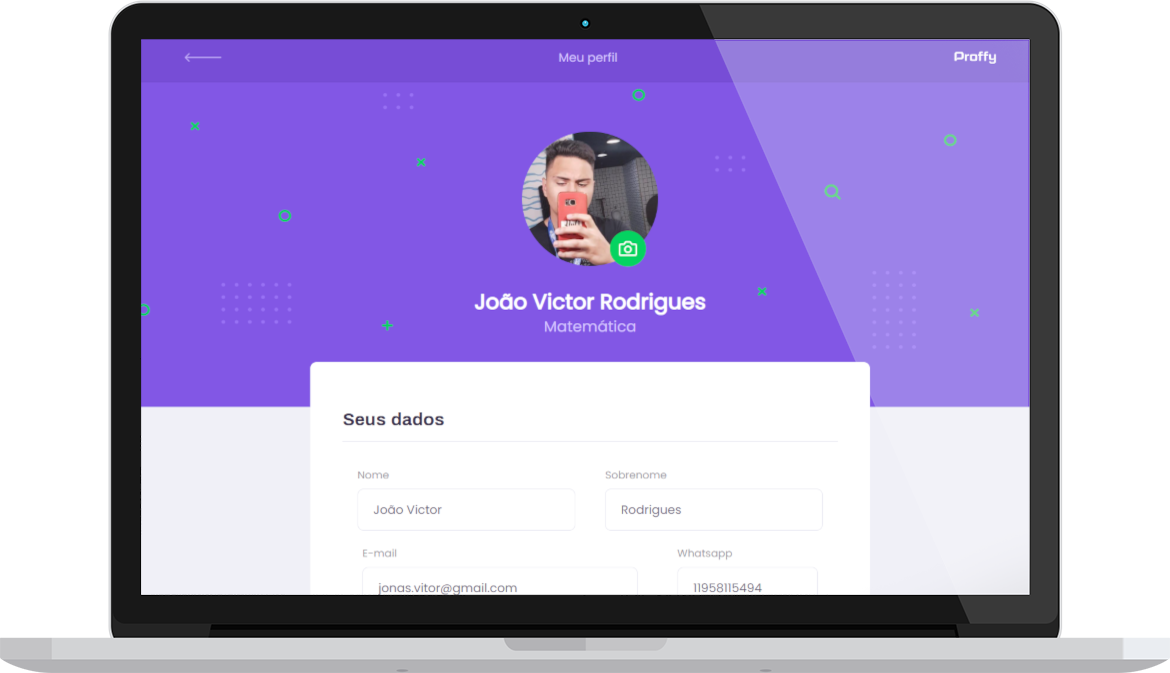 Meu perfil
Proffy
João Victor Rodrigues
Matemática
Seus dados
Nome
Sobrenome
João Victor
Rodrigues
E-mail
Whatsapp
jonas.vitor@gmail.com
11958115494